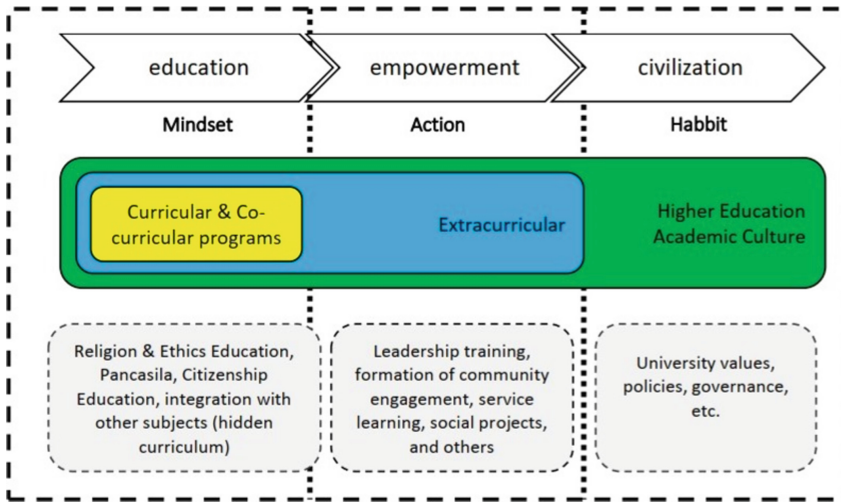 education
empowerment
civilization
Mindset
Action
Habbit
Curricular & Co-
curricular programs
Extracurricular
Higher Education
Academic Culture
Religion & Ethics Education,
Pancasila, Citizenship
Education, integration with
other subjects (hidden
curriculum)
Leadership training,
formation of community
engagement, service
learning, social projects,
and others
University values,
policies, governance,
etc.